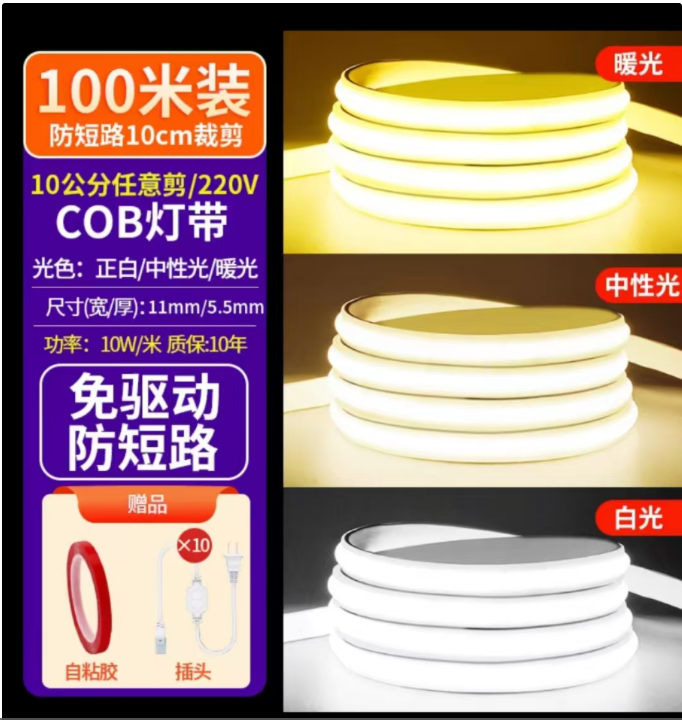 100米装
防短路10cm裁剪
10公分任意剪/220V
COB灯带
光色：正白/中性光/暖光
尺寸(宽/厚)：11mm/5.5mm
功率：10W/米 质保:10年
免驱动
防短路
赠品
×10
自粘胶
插头
暖光
中性光
白光